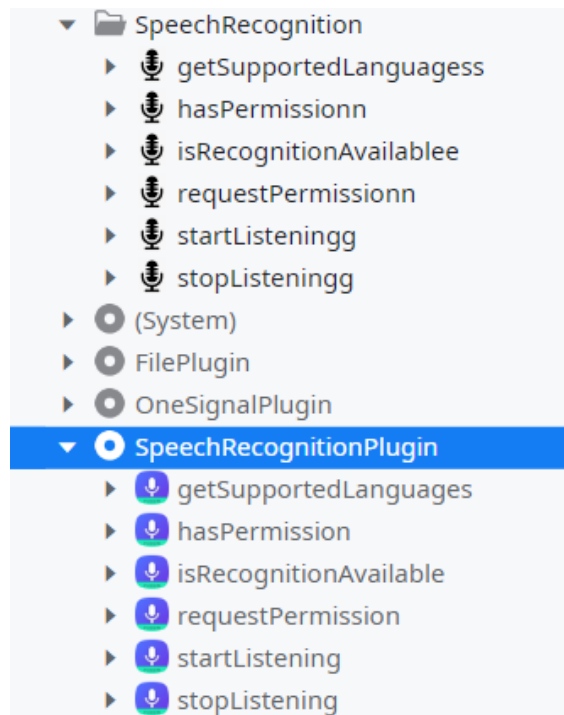 SpeechRecognition
getSupportedLanguagess
hasPermissionn
isRecognitionAvailablee
requestPermissionn
startListeningg
stopListeningg
(System)
FilePlugin
OneSignalPlugin
SpeechRecognitionPlugin
getSupportedLanguages
hasPermission
isRecognitionAvailable
requestPermission
startListening
stopListening